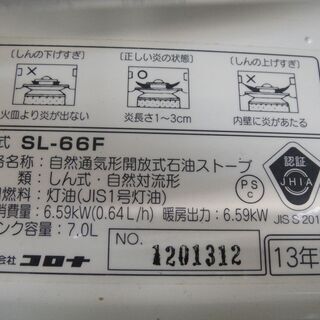 [しんの下げすぎ]
[正しい炎の状態]
[しんの上げすぎ]
火皿より炎が出ない
炎長さ1~3cm
内壁に炎があたる
式 SL-66F
名称:自然通気形開放式石油ストーブ
類:しん式・自然対流形
燃料:灯油(JIS1号灯油)
消費量:6.59kW(0.64L/h) 暖房出力:6.59kW
ンク容量:7.0L
PS
C
認証
JHIA
JIS S 201
NO.
1201312
13年
会社 コロナ